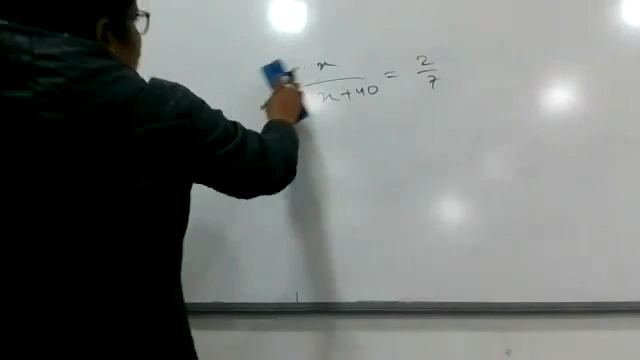 x/(x+40) = 2/7